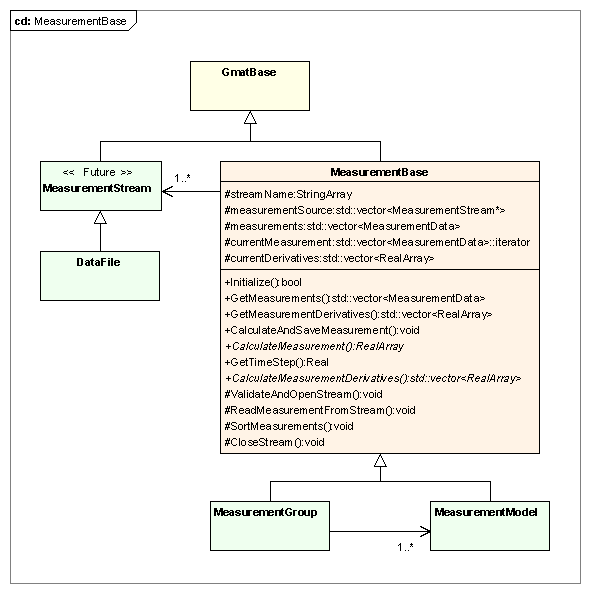 cd: MeasurementBase
GmatBase
<< Future >>
MeasurementStream
1..*
MeasurementBase
#streamName:StringArray
#measurementSource:std::vector<MeasurementStream*>
#measurements:std::vector<MeasurementData>
#currentMeasurement:std::vector<MeasurementData>::iterator
#currentDerivatives:std::vector<RealArray>
DataFile
+Initialize():bool
+GetMeasurements():std::vector<MeasurementData>
+GetMeasurementDerivatives():std::vector<RealArray>
+CalculateAndSaveMeasurement():void
+CalculateMeasurement():RealArray
+GetTimeStep():Real
+CalculateMeasurementDerivatives():std::vector<RealArray>
#ValidateAndOpenStream():void
#ReadMeasurementFromStream():void
#SortMeasurements():void
#CloseStream():void
MeasurementGroup
MeasurementModel
1..*